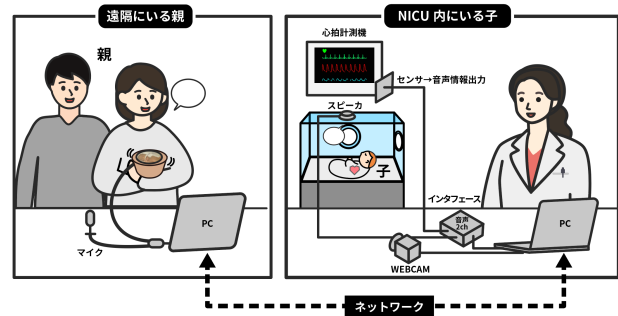 遠隔にいる親
親
PC
マイク
NICU 内にいる子
心拍計測機
センサ→音声情報出力
スピーカ
子
インタフェース
音声
2ch
PC
WEBCAM
ネットワーク